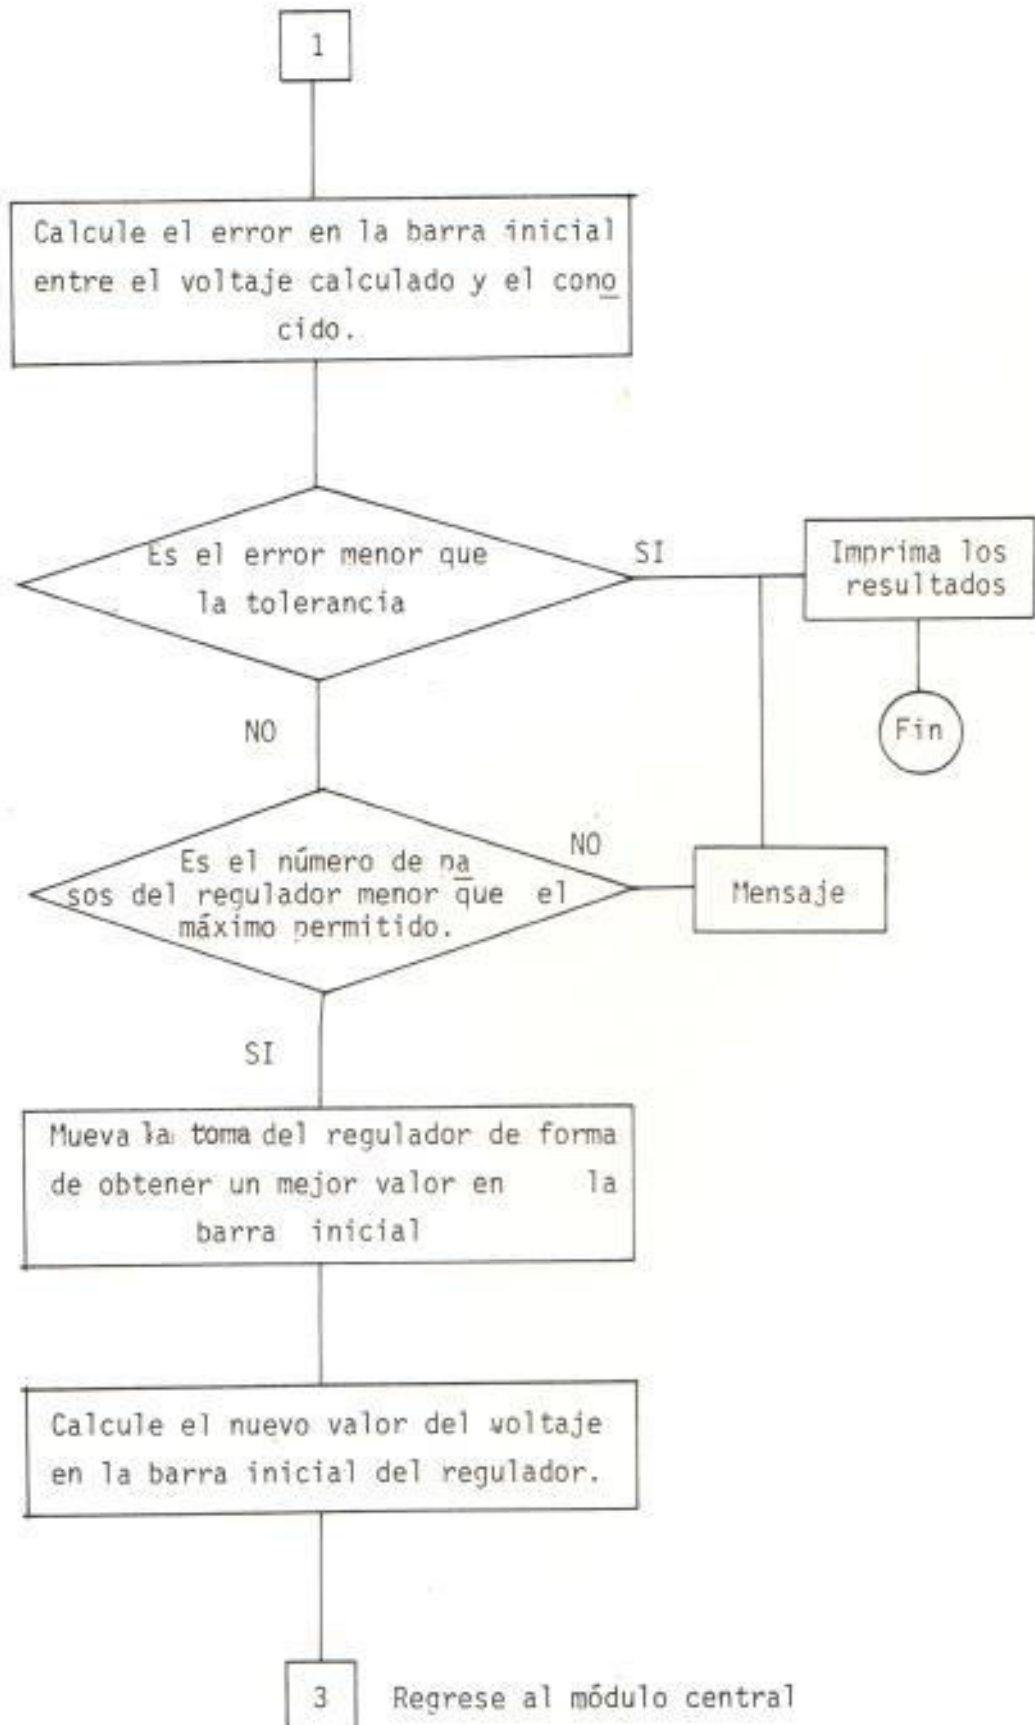 1
Calcule el error en la barra inicial
entre el voltaje calculado y el cono
cido.
Es el error menor que
la tolerancia
SI
Imprima los
resultados
Fin
NO
Es el número de pa
sos del regulador menor que el
máximo permitido.
NO
Mensaje
SI
Mueva la toma del regulador de forma
de obtener un mejor valor en la
barra inicial
Calcule el nuevo valor del voltaje
en la barra inicial del regulador.
3 Regrese al módulo central